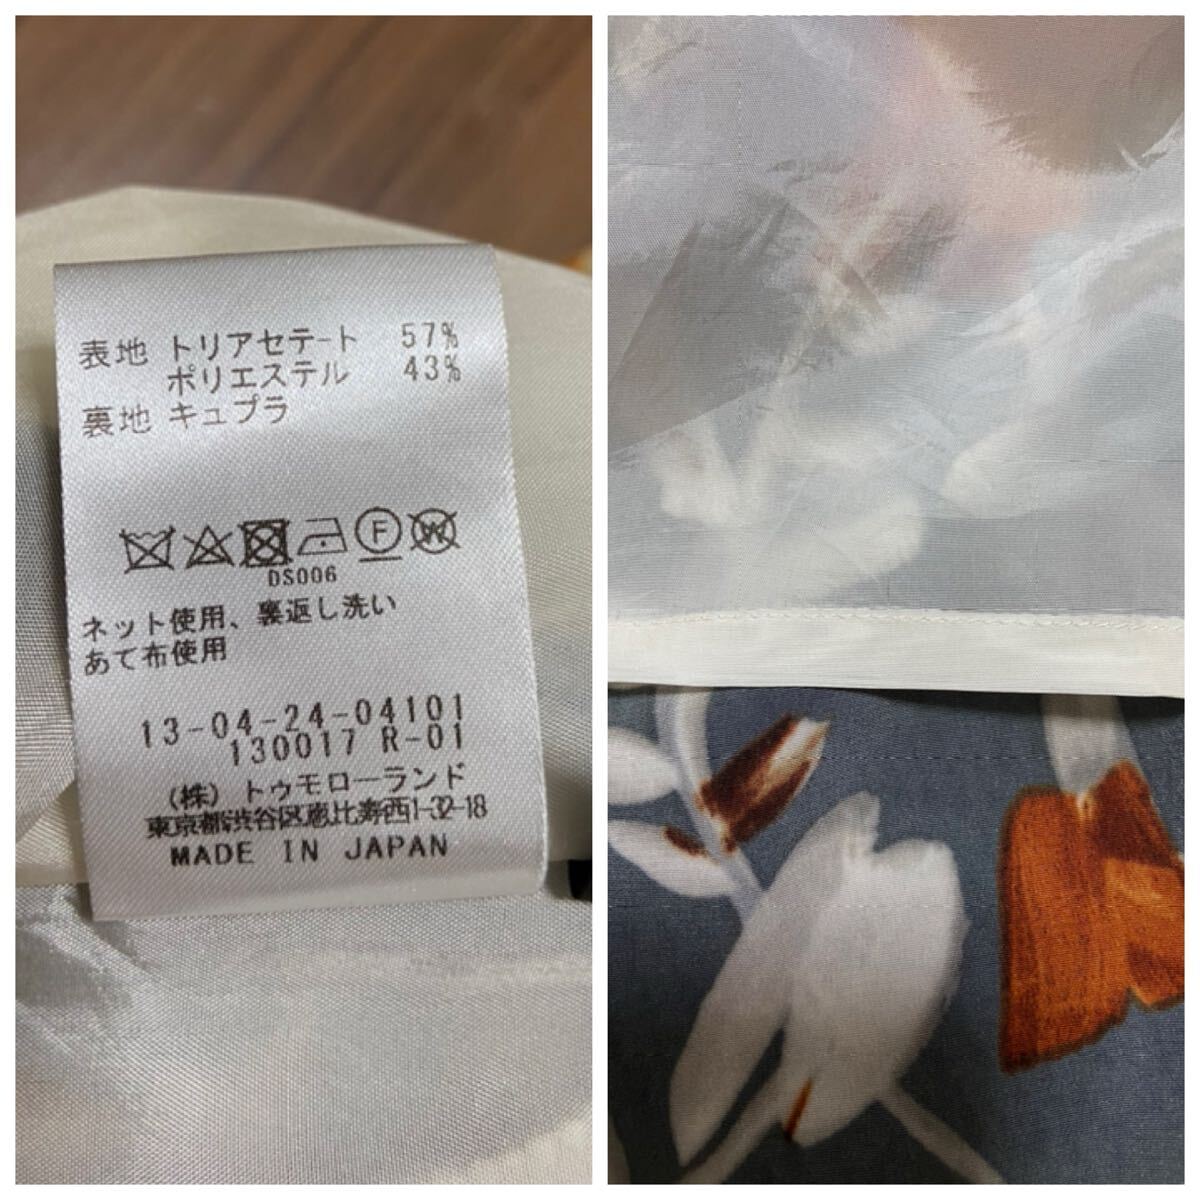 表地 トリアセテート 57%
ポリエステル 43%
裏地 キュプラ
F W
DS006
ネット使用、裏返し洗い
あて布使用
13-04-24-04101
130017 R-01
(株) トゥモローランド
東京都渋谷区恵比寿西1-32-18
MADE IN JAPAN